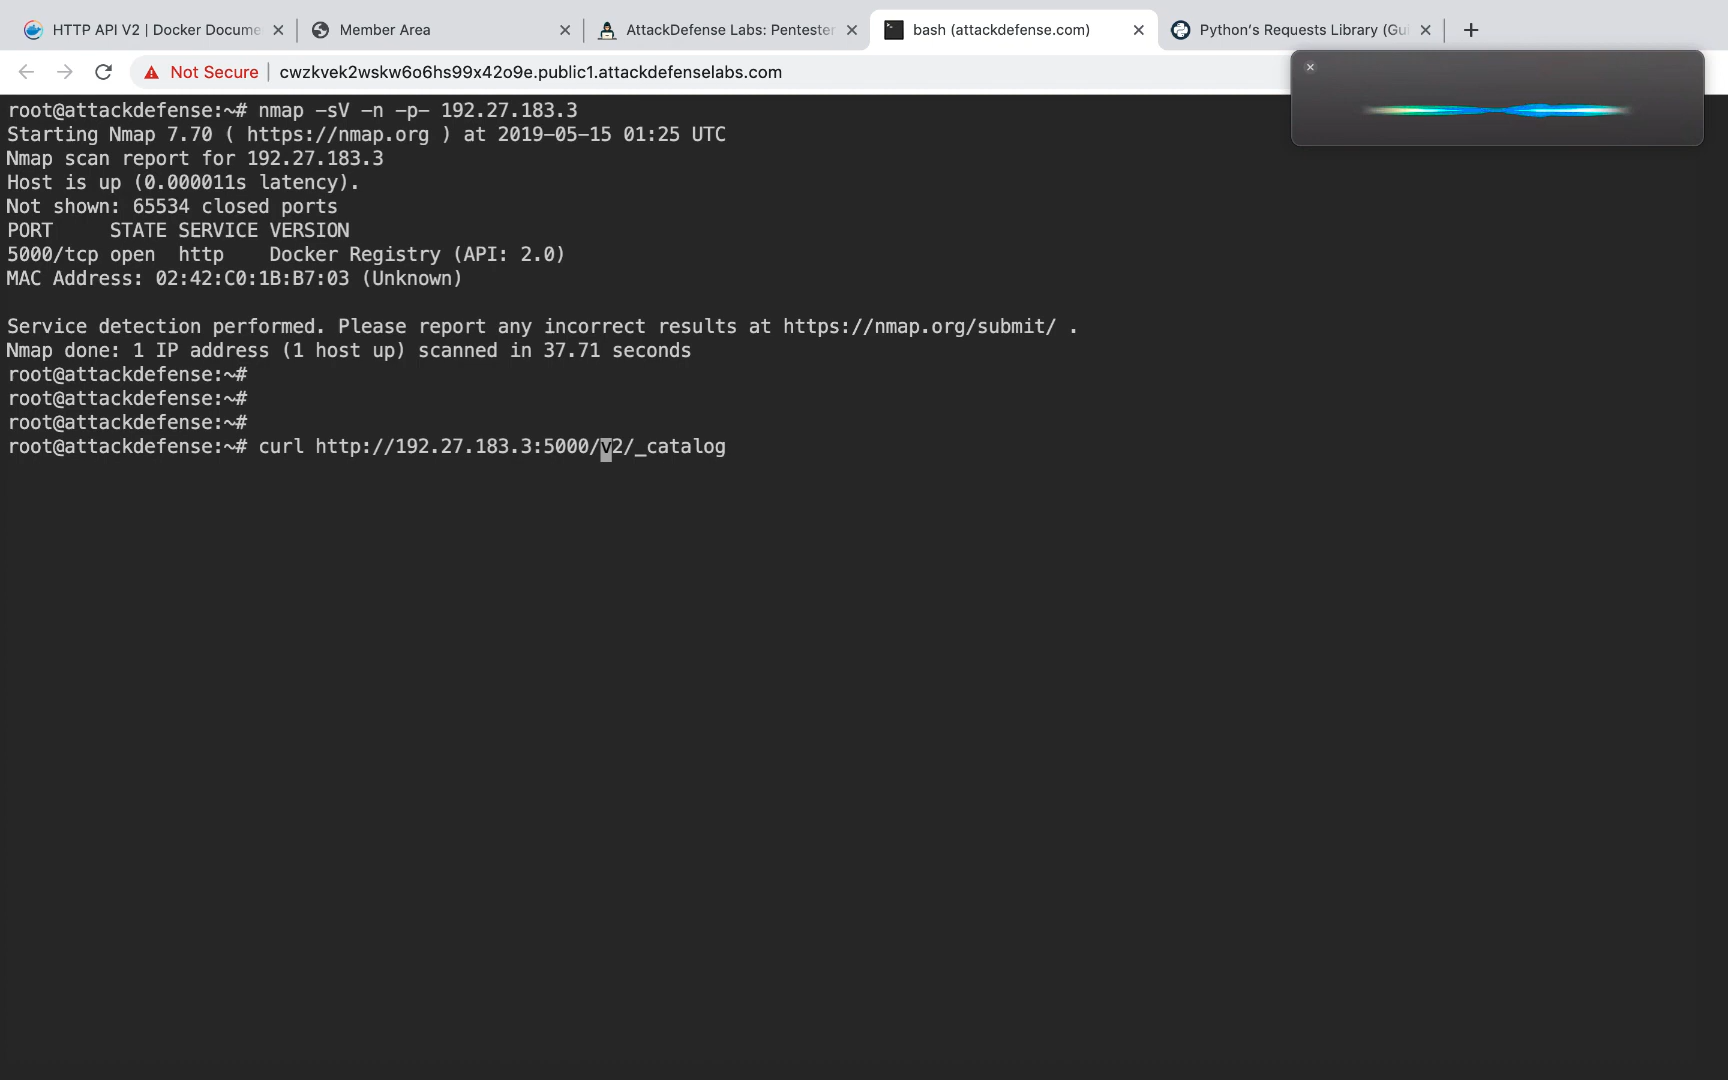 HTTP API V2 | Docker Docume
Member Area
AttackDefense Labs: Pentester
bash (attackdefense.com)
Python's Requests Library (Gui
Not Secure | cwzkvek2wskw6o6hs99x42o9e.public1.attackdefenselabs.com
root@attackdefense:~# nmap -sV -n -p- 192.27.183.3
Starting Nmap 7.70 ( https://nmap.org ) at 2019-05-15 01:25 UTC
Nmap scan report for 192.27.183.3
Host is up (0.000011s latency).
Not shown: 65534 closed ports
PORT     STATE SERVICE VERSION
5000/tcp open  http    Docker Registry (API: 2.0)
MAC Address: 02:42:C0:1B:B7:03 (Unknown)
Service detection performed. Please report any incorrect results at https://nmap.org/submit/ .
Nmap done: 1 IP address (1 host up) scanned in 37.71 seconds
root@attackdefense:~#
root@attackdefense:~#
root@attackdefense:~#
root@attackdefense:~# curl http://192.27.183.3:5000/v2/_catalog